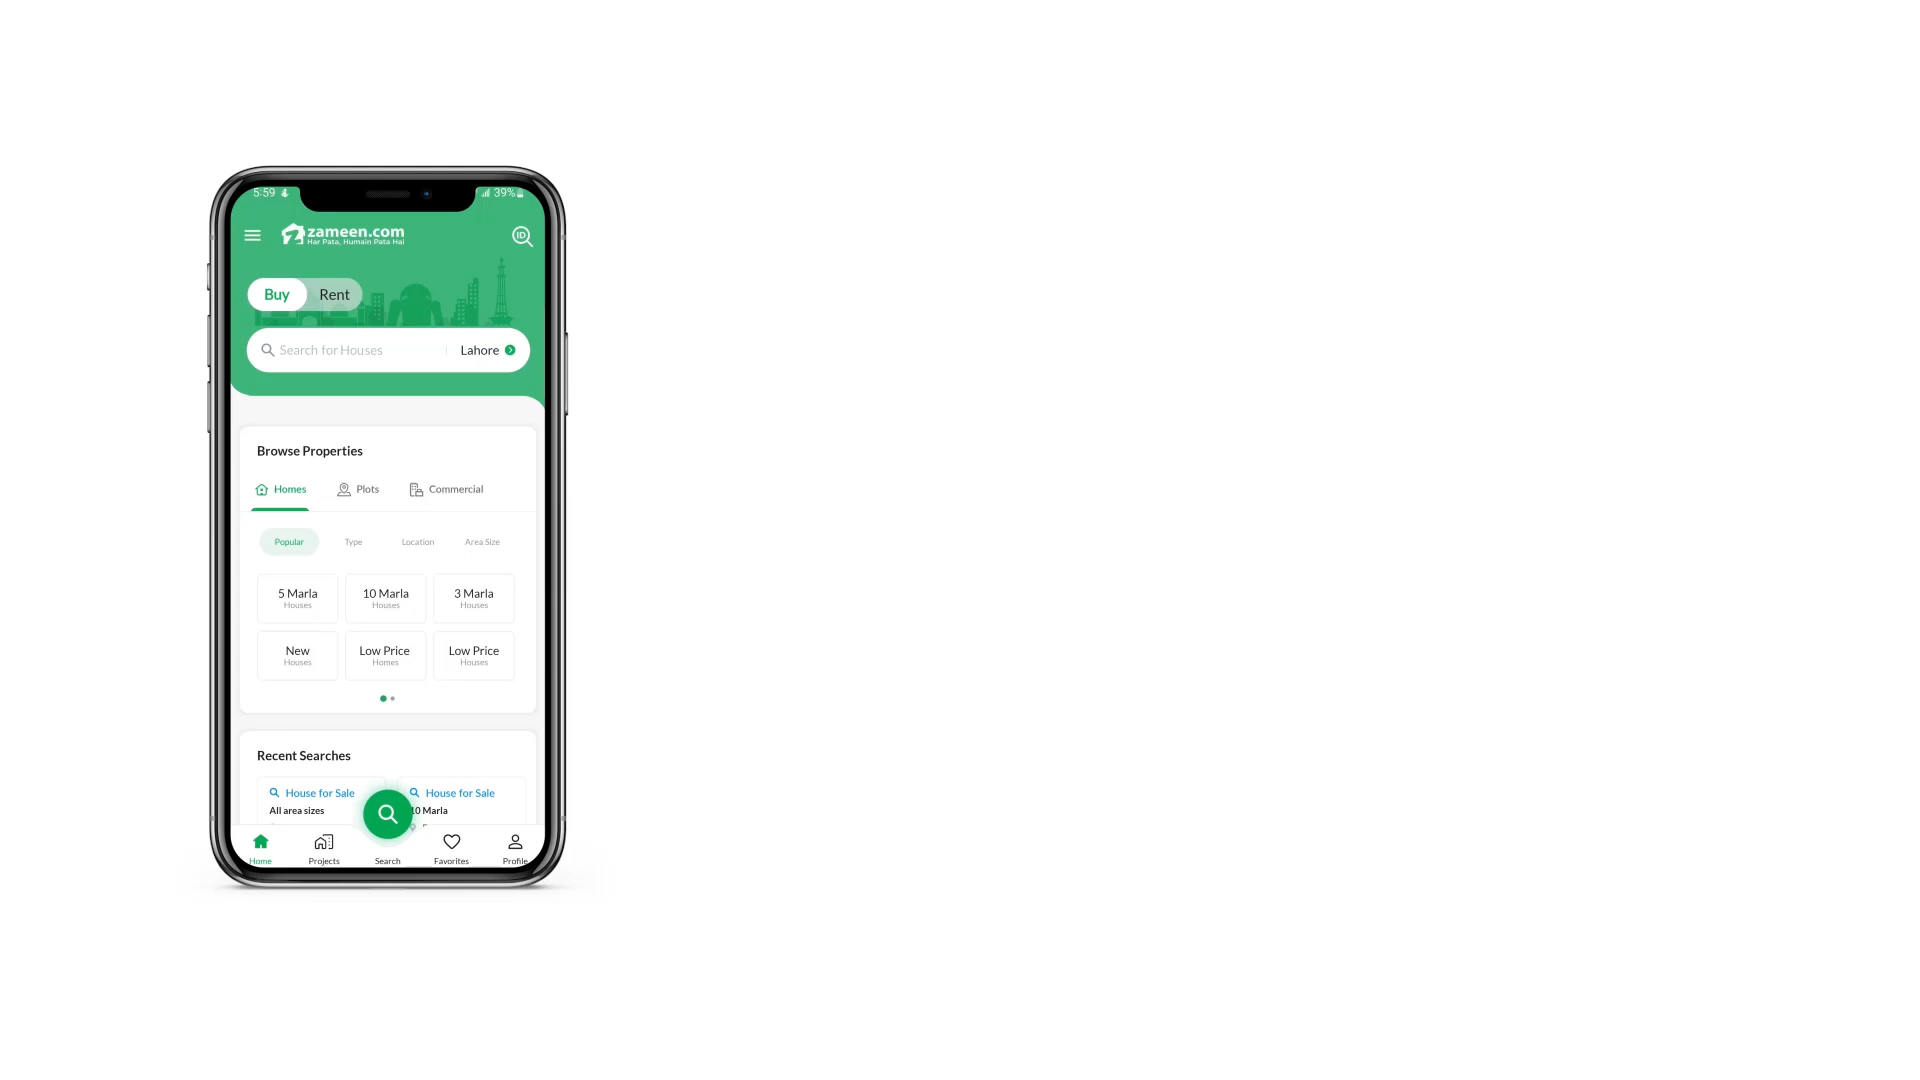 5:59 39%
zameen.com
Har Pata, Humain Pata Hai
ID
Buy Rent
Search for Houses Lahore
Browse Properties
Homes Plots Commercial
Popular Type Location Area Size
5 Marla 10 Marla 3 Marla
Houses Houses Houses
New Low Price Low Price
Houses Homes Houses
Recent Searches
House for Sale House for Sale
All area sizes 10 Marla
Home Projects Search Favorites Profile